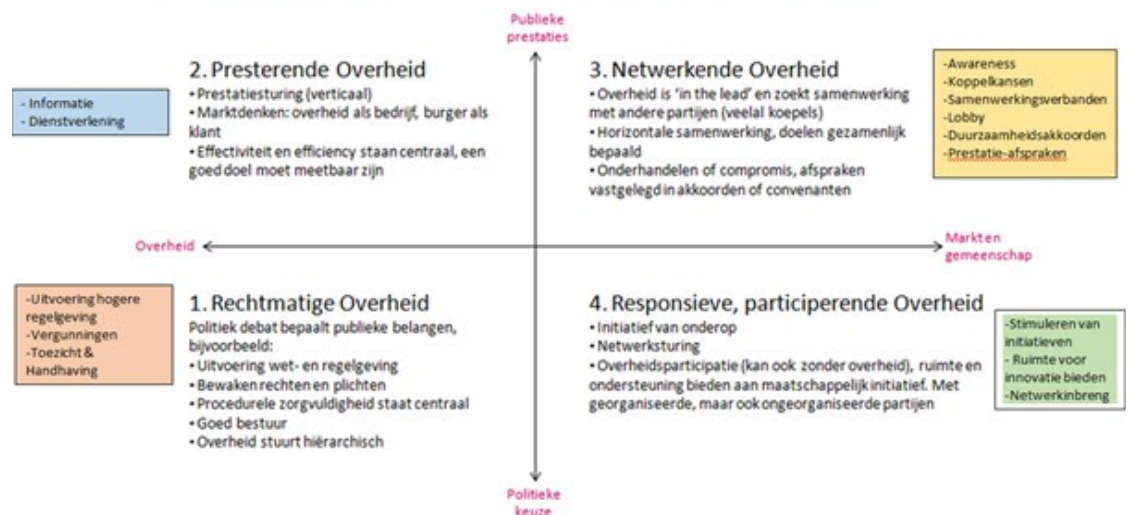 Publieke
prestaties
2. Presterende Overheid
• Prestatiesturing (verticaal)
• Marktdenken: overheid als bedrijf, burger als
klant
• Effectiviteit en efficiency staan centraal, een
goed doel moet meetbaar zijn
- Informatie
- Dienstverlening
3. Netwerkende Overheid
• Overheid is ‘in the lead’ en zoekt samenwerking
met andere partijen (veelal koepels)
• Horizontale samenwerking, doelen gezamenlijk
bepaald
• Onderhandelen of compromis, afspraken
vastgelegd in akkoorden of convenanten
-Awareness
-Koppelkansen
-Samenwerkingsverbanden
-Lobby
-Duurzaamheidsakkoorden
-Prestatie-afspraken
Overheid
Markt en
gemeenschap
-Uitvoering hogere
regelgeving
-Vergunningen
-Toezicht &
Handhaving
1. Rechtmatige Overheid
Politiek debat bepaalt publieke belangen,
bijvoorbeeld:
• Uitvoering wet- en regelgeving
• Bewaken rechten en plichten
• Procedurele zorgvuldigheid staat centraal
• Goed bestuur
• Overheid stuurt hiërarchisch
4. Responsieve, participerende Overheid
• Initiatief van onderop
• Netwerksturing
• Overheidsparticipatie (kan ook zonder overheid), ruimte en
ondersteuning bieden aan maatschappelijk initiatief. Met
georganiseerde, maar ook ongeorganiseerde partijen
-Stimuleren van
initiatieven
- Ruimte voor
innovatie bieden
-Netwerkinbreng
Politieke
keuze